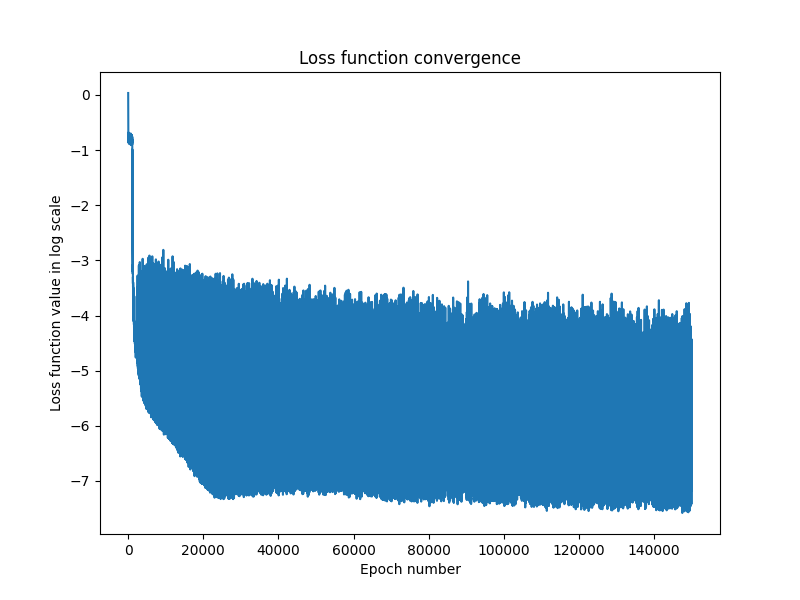 Loss function convergence
0
−1
−2
−3
−4
−5
−6
−7
Loss function value in log scale
0 20000 40000 60000 80000 100000 120000 140000
Epoch number